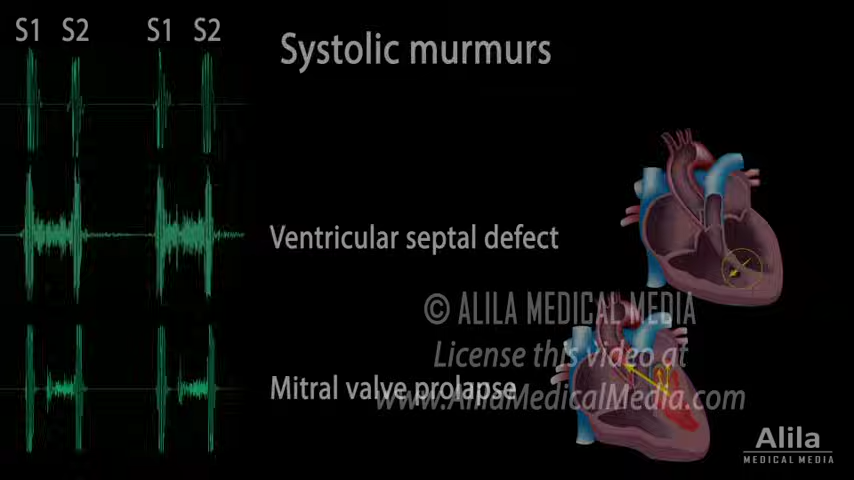 S1 S2 S1 S2
Systolic murmurs
Ventricular septal defect
© ALILA MEDICAL MEDIA
License this video at
Mitral valve prolapse
www.AlilaMedicalMedia.com
Alila
MEDICAL MEDIA